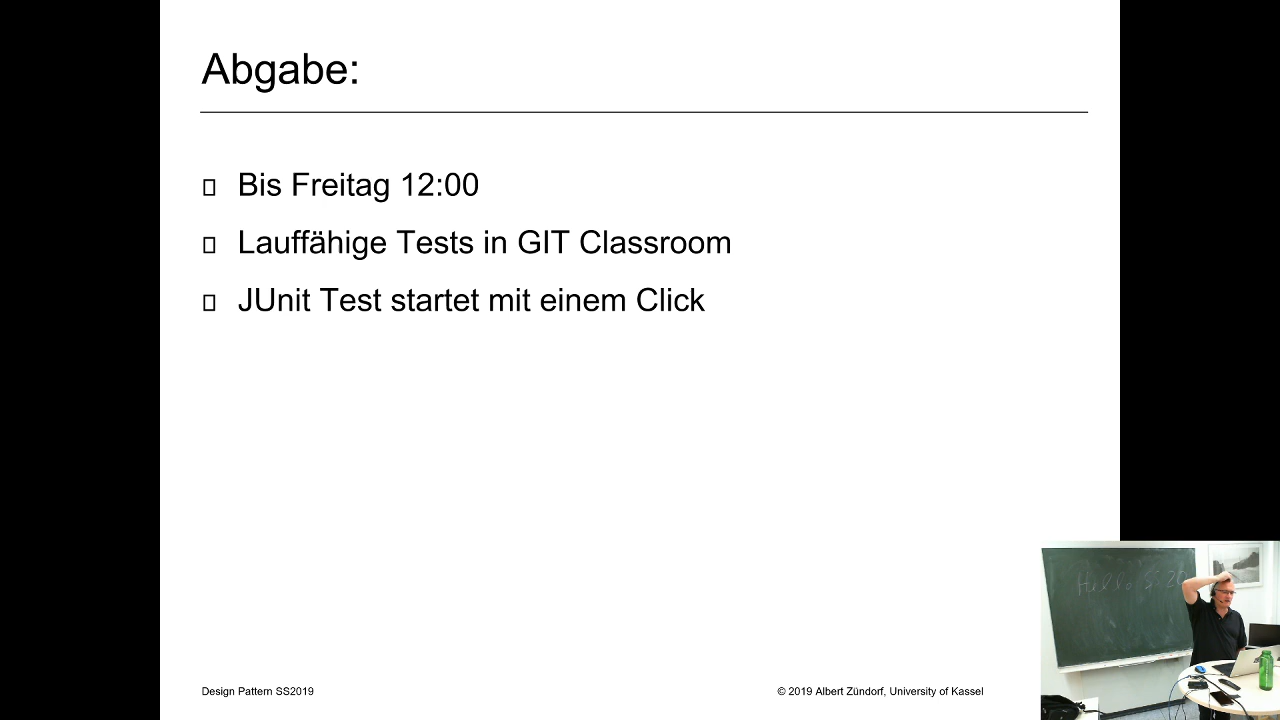 Abgabe:
Bis Freitag 12:00
Lauffähige Tests in GIT Classroom
JUnit Test startet mit einem Click
Hello
Design Pattern SS2019
© 2019 Albert Zündorf, University of Kassel